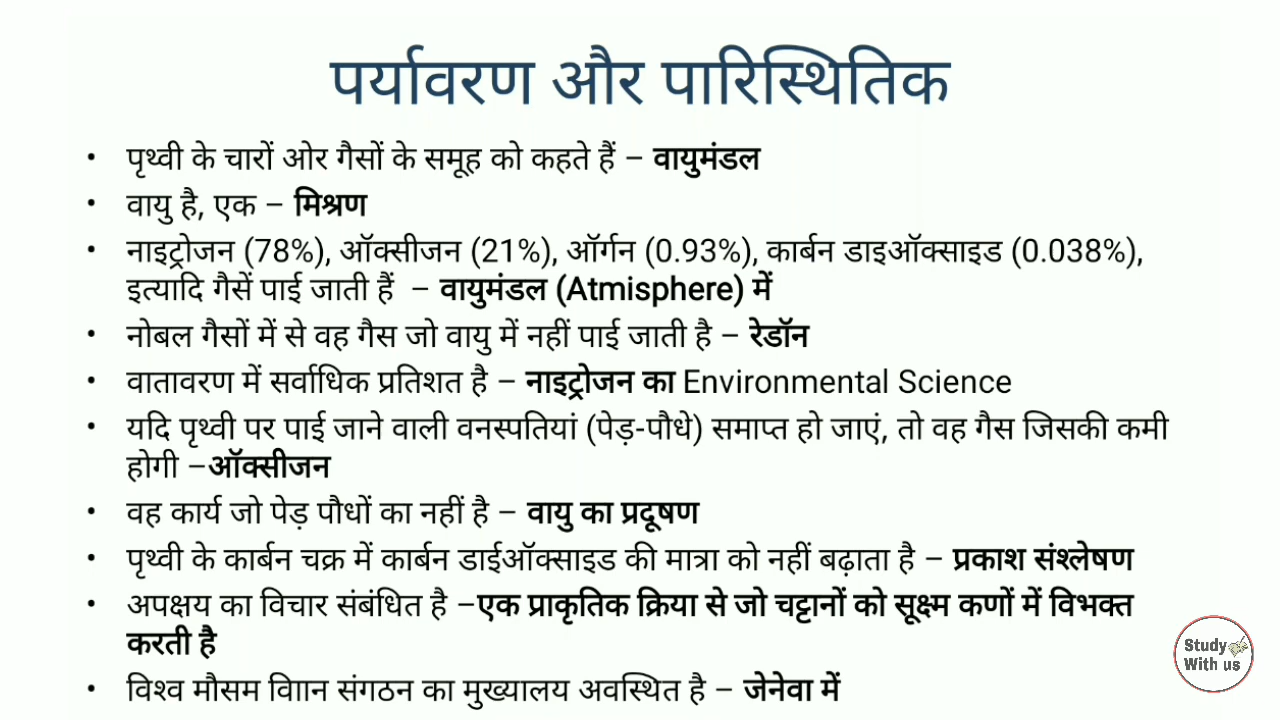 पर्यावरण और पारिस्थितिक
• पृथ्वी के चारों ओर गैसों के समूह को कहते हैं – वायुमंडल
• वायु है, एक – मिश्रण
• नाइट्रोजन (78%), ऑक्सीजन (21%), ऑर्गन (0.93%), कार्बन डाइऑक्साइड (0.038%),
इत्यादि गैसें पाई जाती हैं – वायुमंडल (Atmisphere) में
• नोबल गैसों में से वह गैस जो वायु में नहीं पाई जाती है – रेडॉन
• वातावरण में सर्वाधिक प्रतिशत है – नाइट्रोजन का Environmental Science
• यदि पृथ्वी पर पाई जाने वाली वनस्पतियां (पेड़-पौधे) समाप्त हो जाएं, तो वह गैस जिसकी कमी
होगी –ऑक्सीजन
• वह कार्य जो पेड़ पौधों का नहीं है – वायु का प्रदूषण
• पृथ्वी के कार्बन चक्र में कार्बन डाईऑक्साइड की मात्रा को नहीं बढ़ाता है – प्रकाश संश्लेषण
• अपक्षय का विचार संबंधित है –एक प्राकृतिक क्रिया से जो चट्टानों को सूक्ष्म कणों में विभक्त
करती है
• विश्व मौसम विाान संगठन का मुख्यालय अवस्थित है – जेनेवा में
Study
With us